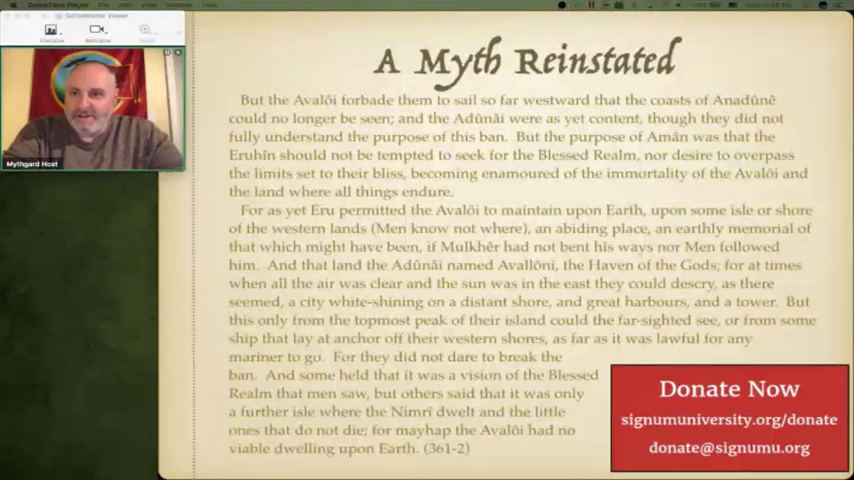 GoToWebinar Viewer
Mythgard Host
A Myth Reinstated
But the Avalôi forbade them to sail so far westward that the coasts of Anadûnê
could no longer be seen; and the Adûnâi were as yet content, though they did not
fully understand the purpose of this ban. But the purpose of Amân was that the
Eruhîn should not be tempted to seek for the Blessed Realm, nor desire to overpass
the limits set to their bliss, becoming enamoured of the immortality of the Avalôi and
the land where all things endure.
For as yet Eru permitted the Avalôi to maintain upon Earth, upon some isle or shore
of the western lands (Men know not where), an abiding place, an earthly memorial of
that which might have been, if Mulkhêr had not bent his ways nor Men followed
him. And that land the Adûnâi named Avallôni, the Haven of the Gods; for at times
when all the air was clear and the sun was in the east they could descry, as there
seemed, a city white-shining on a distant shore, and great harbours, and a tower. But
this only from the topmost peak of their island could the far-sighted see, or from some
ship that lay at anchor off their western shores, as far as it was lawful for any
mariner to go. For they did not dare to break the
ban. And some held that it was a vision of the Blessed
Realm that men saw, but others said that it was only
a further isle where the Nimrî dwelt and the little
ones that do not die; for mayhap the Avalôi had no
viable dwelling upon Earth. (361-2)
Donate Now
signumuniversity.org/donate
donate@signumu.org